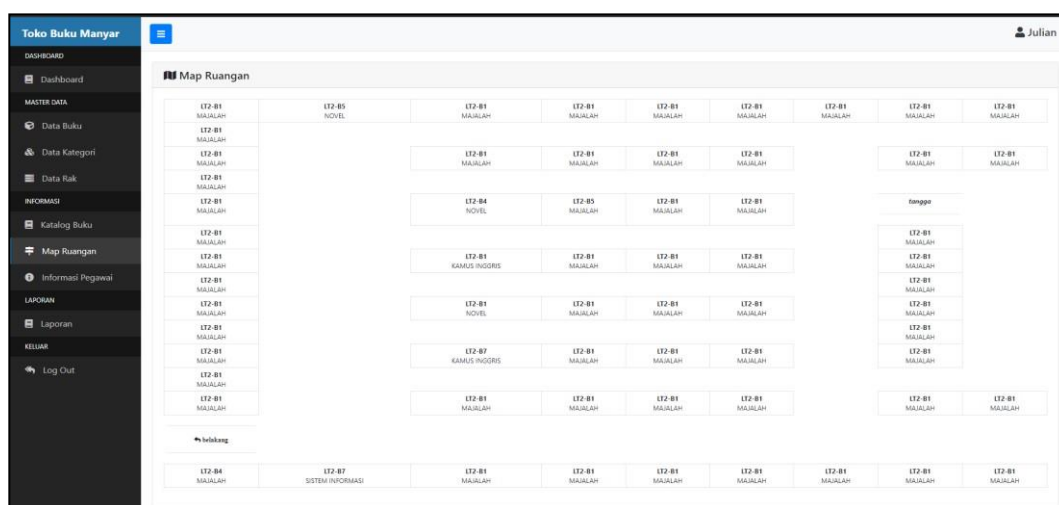 Toko Buku Manyar
Julian
DASHBOARD
Dashboard
MASTER DATA
Data Buku
Data Kategori
Data Rak
INFORMASI
Katalog Buku
Map Ruangan
Informasi Pegawai
LAPORAN
Laporan
KELUAR
Log Out
Map Ruangan
LT2-B1 LT2-B5 LT2-B1 LT2-B1 LT2-B1 LT2-B1 LT2-B1 LT2-B1 LT2-B1
MAJALAH NOVEL MAJALAH MAJALAH MAJALAH MAJALAH MAJALAH MAJALAH MAJALAH
LT2-B1
MAJALAH
LT2-B1 LT2-B1 LT2-B1 LT2-B1 LT2-B1 LT2-B1 LT2-B1
MAJALAH MAJALAH MAJALAH MAJALAH MAJALAH MAJALAH MAJALAH
LT2-B1
MAJALAH
LT2-B1 LT2-B4 LT2-B5 LT2-B1 LT2-B1 tangga
MAJALAH NOVEL MAJALAH MAJALAH MAJALAH
LT2-B1 LT2-B1
MAJALAH MAJALAH
LT2-B1 LT2-B1 LT2-B1 LT2-B1 LT2-B1 LT2-B1
MAJALAH KAMUS INGGRIS MAJALAH MAJALAH MAJALAH MAJALAH
LT2-B1 LT2-B1
MAJALAH MAJALAH
LT2-B1 LT2-B1 LT2-B1 LT2-B1 LT2-B1 LT2-B1
MAJALAH NOVEL MAJALAH MAJALAH MAJALAH MAJALAH
LT2-B1 LT2-B1
MAJALAH MAJALAH
LT2-B1 LT2-B7 LT2-B1 LT2-B1 LT2-B1 LT2-B1
MAJALAH KAMUS INGGRIS MAJALAH MAJALAH MAJALAH MAJALAH
LT2-B1
MAJALAH
LT2-B1 LT2-B1 LT2-B1 LT2-B1 LT2-B1 LT2-B1 LT2-B1
MAJALAH MAJALAH MAJALAH MAJALAH MAJALAH MAJALAH MAJALAH
belakang
LT2-B4 LT2-B7 LT2-B1 LT2-B1 LT2-B1 LT2-B1 LT2-B1 LT2-B1 LT2-B1
MAJALAH SISTEM INFORMASI MAJALAH MAJALAH MAJALAH MAJALAH MAJALAH MAJALAH MAJALAH